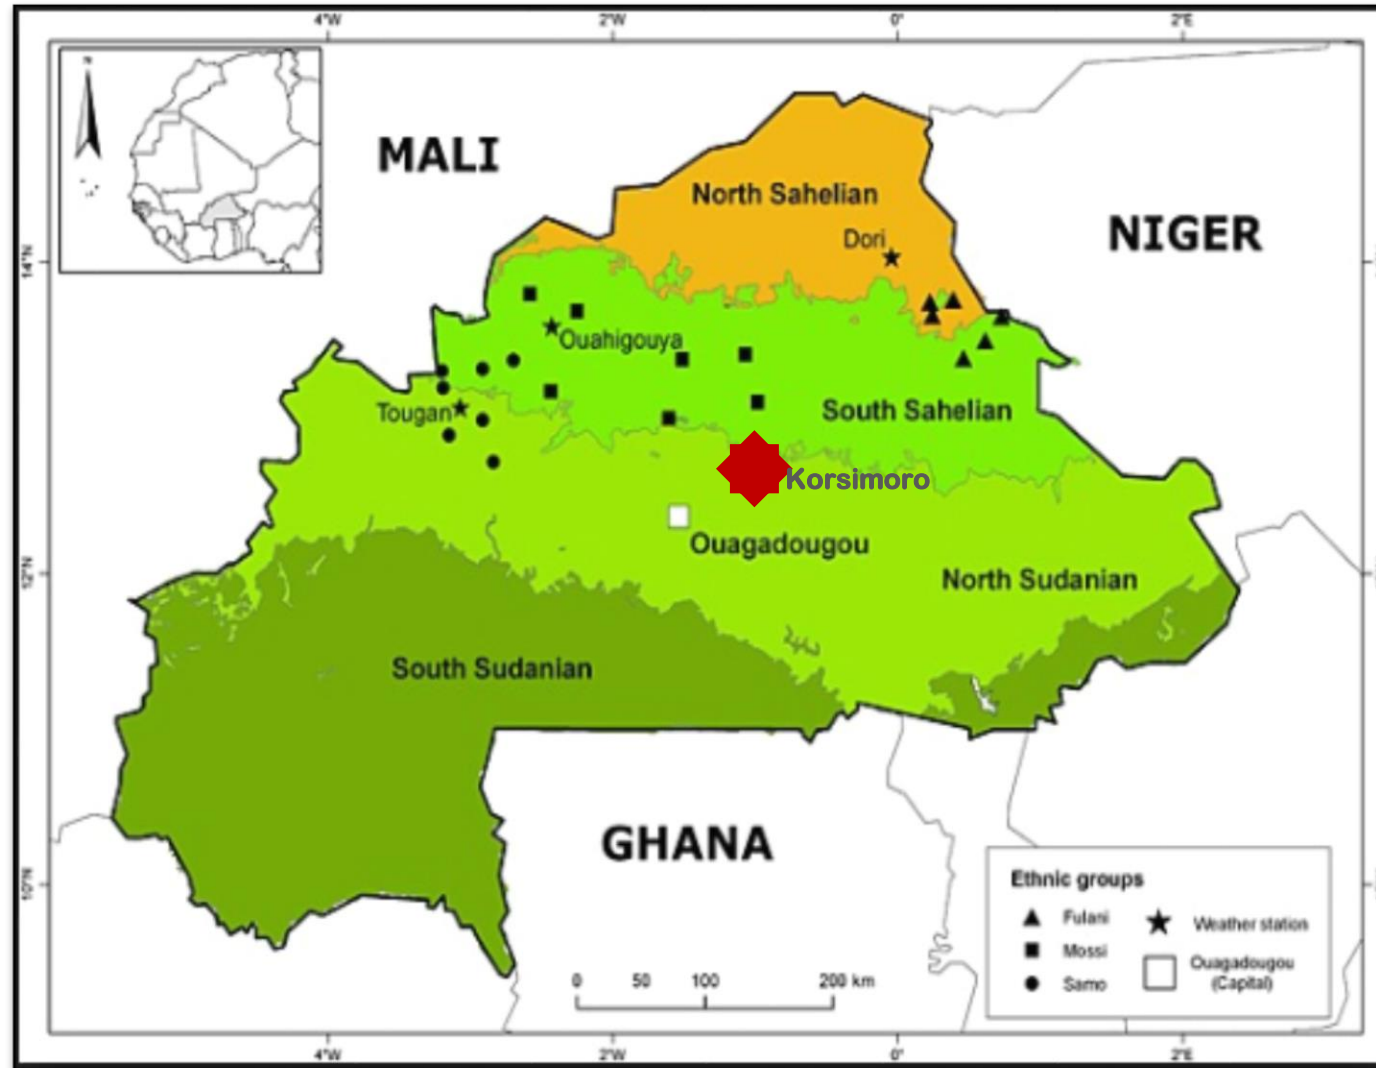 4°W 2°W 0° 2°E
N
MALI
North Sahelian
NIGER
Dori
14°N
Ouahigouya
Tougan
South Sahelian
Korsimoro
Ouagadougou
12°N
North Sudanian
South Sudanian
GHANA
10°N
Ethnic groups
Fulani
Weather station
Mossi
Samo
Ouagadougou
(Capital)
0 50 100 200 km
4°W 2°W 0° 2°E